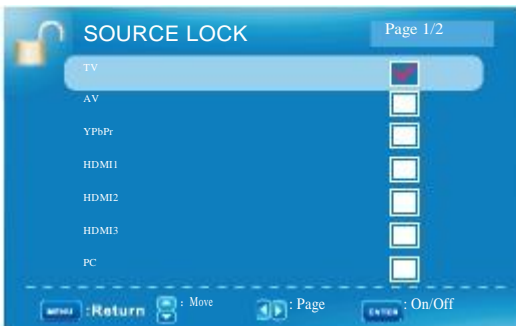 SOURCE LOCK
Page 1/2
TV
AV
YPbPr
HDMI1
HDMI2
HDMI3
PC
MENU :Return : Move : Page ENTER : On/Off